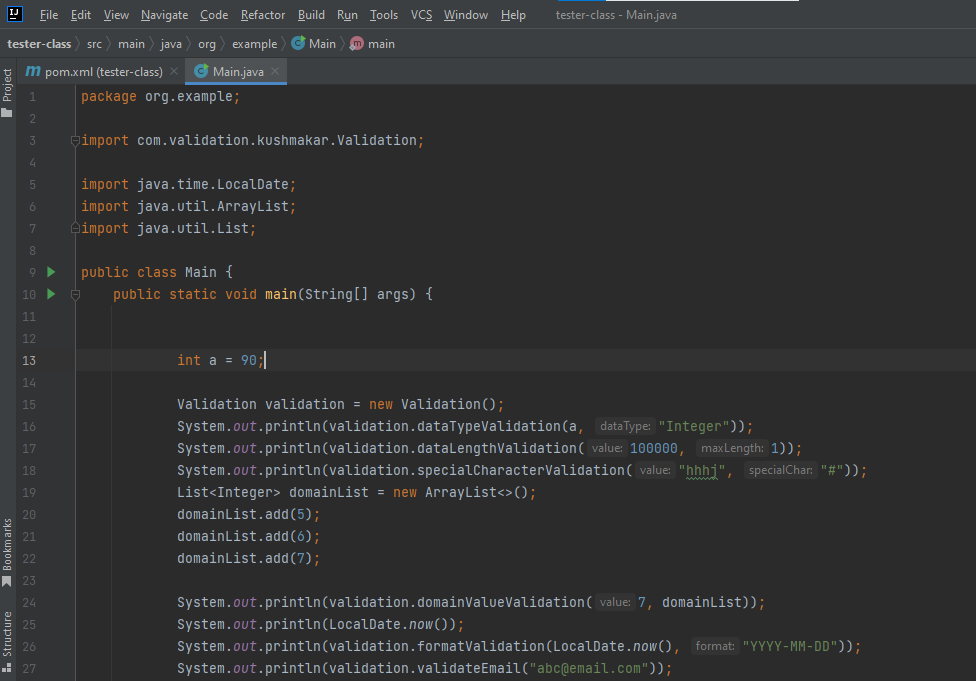 IJ File Edit View Navigate Code Refactor Build Run Tools VCS Window Help tester-class - Main.java
tester-class src main java org example C Main m main
m pom.xml (tester-class) C Main.java
Project
1 package org.example;
2
3 import com.validation.kushmakar.Validation;
4
5 import java.time.LocalDate;
6 import java.util.ArrayList;
7 import java.util.List;
8
9 public class Main {
10 public static void main(String[] args) {
11
12
13 int a = 90;
14
15 Validation validation = new Validation();
16 System.out.println(validation.dataTypeValidation(a, dataType: "Integer"));
17 System.out.println(validation.dataLengthValidation( value: 100000, maxLength: 1));
18 System.out.println(validation.specialCharacterValidation( value: "hhhj", specialChar: "#"));
19 List<Integer> domainList = new ArrayList<>();
20 domainList.add(5);
21 domainList.add(6);
22 domainList.add(7);
23
24 System.out.println(validation.domainValueValidation( value: 7, domainList));
25 System.out.println(LocalDate.now());
26 System.out.println(validation.formatValidation(LocalDate.now(), format: "YYYY-MM-DD"));
27 System.out.println(validation.validateEmail("abc@email.com"));
Bookmarks
Structure